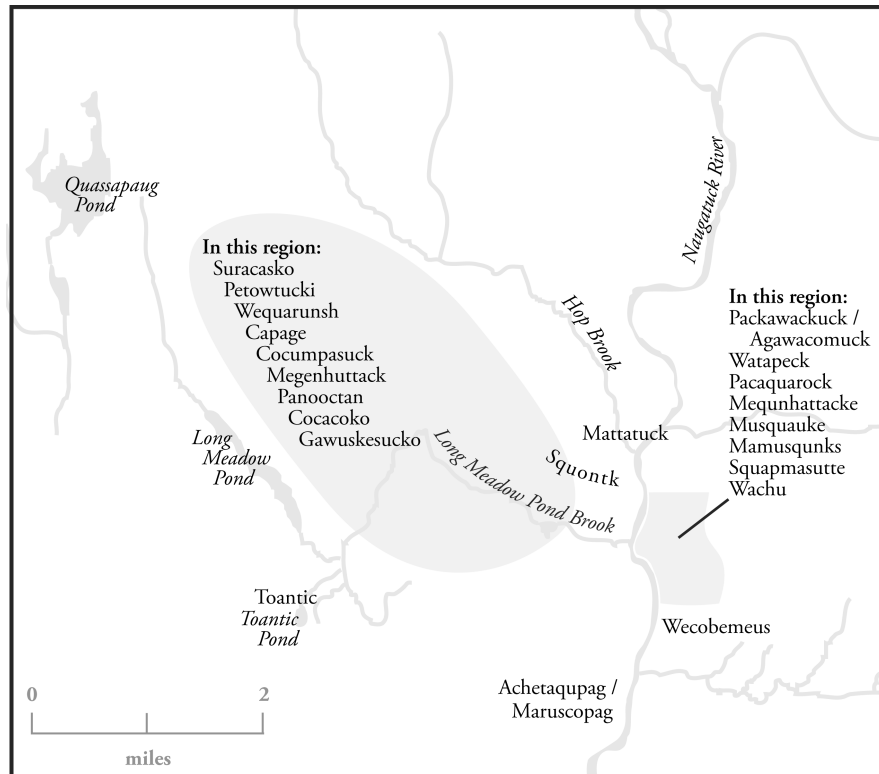 Quassapaug
Pond
In this region:
Suracasko
Petowtucki
Wequarunsh
Capage
Cocumpasuck
Megenhuttack
Panooctan
Cocacoko
Gawuskesucko
Naugatuck River
Hop Brook
In this region:
Packawackuck /
Agawacomuck
Watapeck
Pacaquarock
Mequnhattacke
Musquauke
Mamusqunks
Squapmasutte
Wachu
Mattatuck
Squontk
Long
Meadow
Pond
Long Meadow Pond Brook
Toantic
Toantic
Pond
Wecobemeus
Achetaqupag /
Maruscopag
0 2
miles